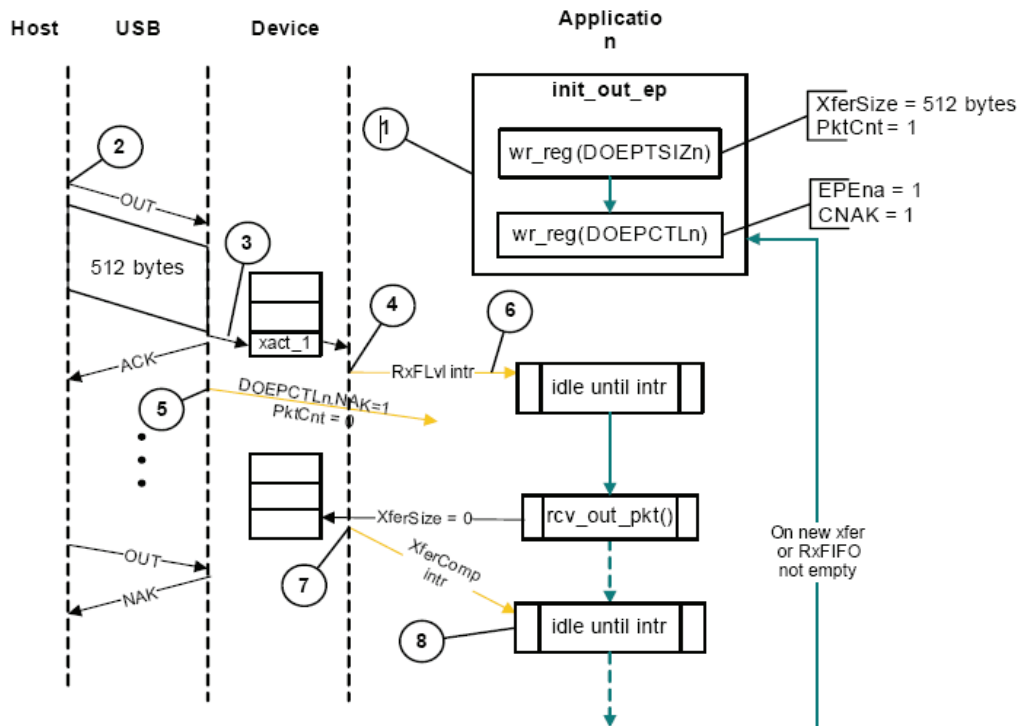 Host
USB
Device
Applicatio
n
init_out_ep
XferSize = 512 bytes
PktCnt = 1
1
wr_reg(DOEPTSIZn)
2
EPEna = 1
CNAK = 1
OUT
wr_reg(DOEPCTLn)
3
512 bytes
4
6
xact_1
ACK
RxFLvl intr
idle until intr
5
DOEPCTLn.NAK=1
PktCnt = 0
XferSize = 0
rcv_out_pkt()
On new xfer
or RxFIFO
not empty
OUT
XferComp
intr
7
NAK
8
idle until intr